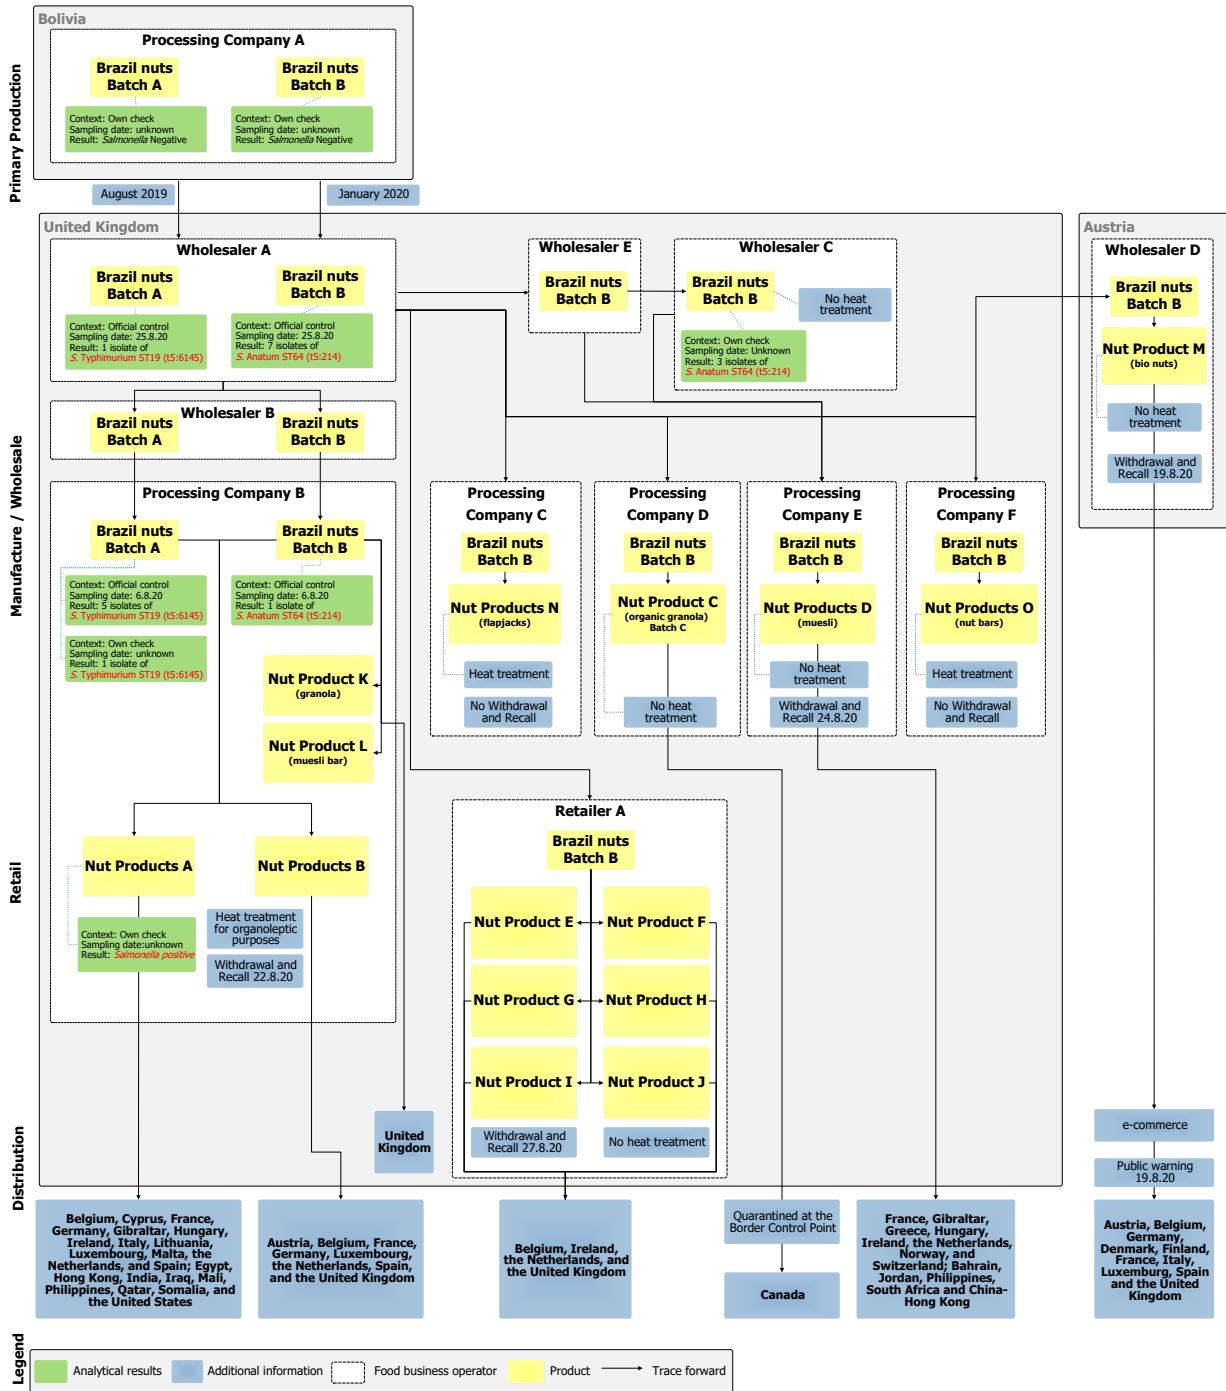 Bolivia
Processing Company A
Brazil nuts
Batch A
Brazil nuts
Batch B
Context: Own check
Sampling date: unknown
Result: Salmonella Negative
Context: Own check
Sampling date: unknown
Result: Salmonella Negative
Primary Production
August 2019
January 2020
United Kingdom
Wholesaler A
Brazil nuts
Batch A
Brazil nuts
Batch B
Context: Official control
Sampling date: 25.8.20
Result: 1 isolate of
S. Typhimurium ST19 (t5:6145)
Context: Official control
Sampling date: 25.8.20
Result: 7 isolates of
S. Anatum ST64 (t5:214)
Wholesaler E
Brazil nuts
Batch B
Wholesaler C
Brazil nuts
Batch B
No heat
treatment
Context: Own check
Sampling date: Unknown
Result: 3 isolates of
S. Anatum ST64 (t5:214)
Austria
Wholesaler D
Brazil nuts
Batch B
Nut Product M
(bio nuts)
No heat
treatment
Withdrawal and
Recall 19.8.20
Wholesaler B
Brazil nuts
Batch A
Brazil nuts
Batch B
Manufacture / Wholesale
Processing Company B
Brazil nuts
Batch A
Brazil nuts
Batch B
Context: Official control
Sampling date: 6.8.20
Result: 5 isolates of
S. Typhimurium ST19 (t5:6145)
Context: Official control
Sampling date: 6.8.20
Result: 1 isolate of
S. Anatum ST64 (t5:214)
Context: Own check
Sampling date: unknown
Result: 1 isolate of
S. Typhimurium ST19 (t5:6145)
Nut Product K
(granola)
Nut Product L
(muesli bar)
Processing
Company C
Brazil nuts
Batch B
Nut Products N
(flapjacks)
Heat treatment
No Withdrawal
and Recall
Processing
Company D
Brazil nuts
Batch B
Nut Product C
(organic granola)
Batch C
No heat
treatment
Processing
Company E
Brazil nuts
Batch B
Nut Products D
(muesli)
No heat
treatment
Withdrawal and
Recall 24.8.20
Processing
Company F
Brazil nuts
Batch B
Nut Products O
(nut bars)
Heat treatment
No Withdrawal
and Recall
Retail
Nut Products A
Nut Products B
Context: Own check
Sampling date:unknown
Result: Salmonella positive
Heat treatment
for organoleptic
purposes
Withdrawal and
Recall 22.8.20
Retailer A
Brazil nuts
Batch B
Nut Product E
Nut Product F
Nut Product G
Nut Product H
Nut Product I
Nut Product J
Withdrawal and
Recall 27.8.20
No heat treatment
Distribution
United
Kingdom
e-commerce
Public warning
19.8.20
Belgium, Cyprus, France,
Germany, Gibraltar, Hungary,
Ireland, Italy, Lithuania,
Luxembourg, Malta, the
Netherlands, and Spain; Egypt,
Hong Kong, India, Iraq, Mali,
Philippines, Qatar, Somalia, and
the United States
Austria, Belgium, France,
Germany, Luxembourg,
the Netherlands, Spain,
and the United Kingdom
Belgium, Ireland,
the Netherlands, and
the United Kingdom
Quarantined at the
Border Control Point
Canada
France, Gibraltar,
Greece, Hungary,
Ireland, the Netherlands,
Norway, and
Switzerland; Bahrain,
Jordan, Philippines,
South Africa and China-
Hong Kong
Austria, Belgium,
Germany,
Denmark, Finland,
France, Italy,
Luxemburg, Spain
and the United
Kingdom
Legend
Analytical results
Additional information
Food business operator
Product
Trace forward